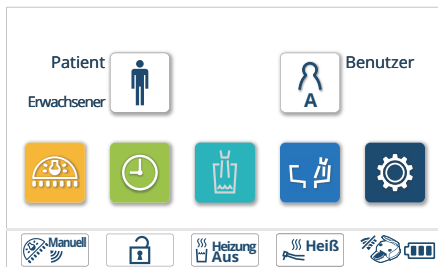 Patient
Benutzer
Erwachsener
A
Manuell
Heizung
Aus
Heiß